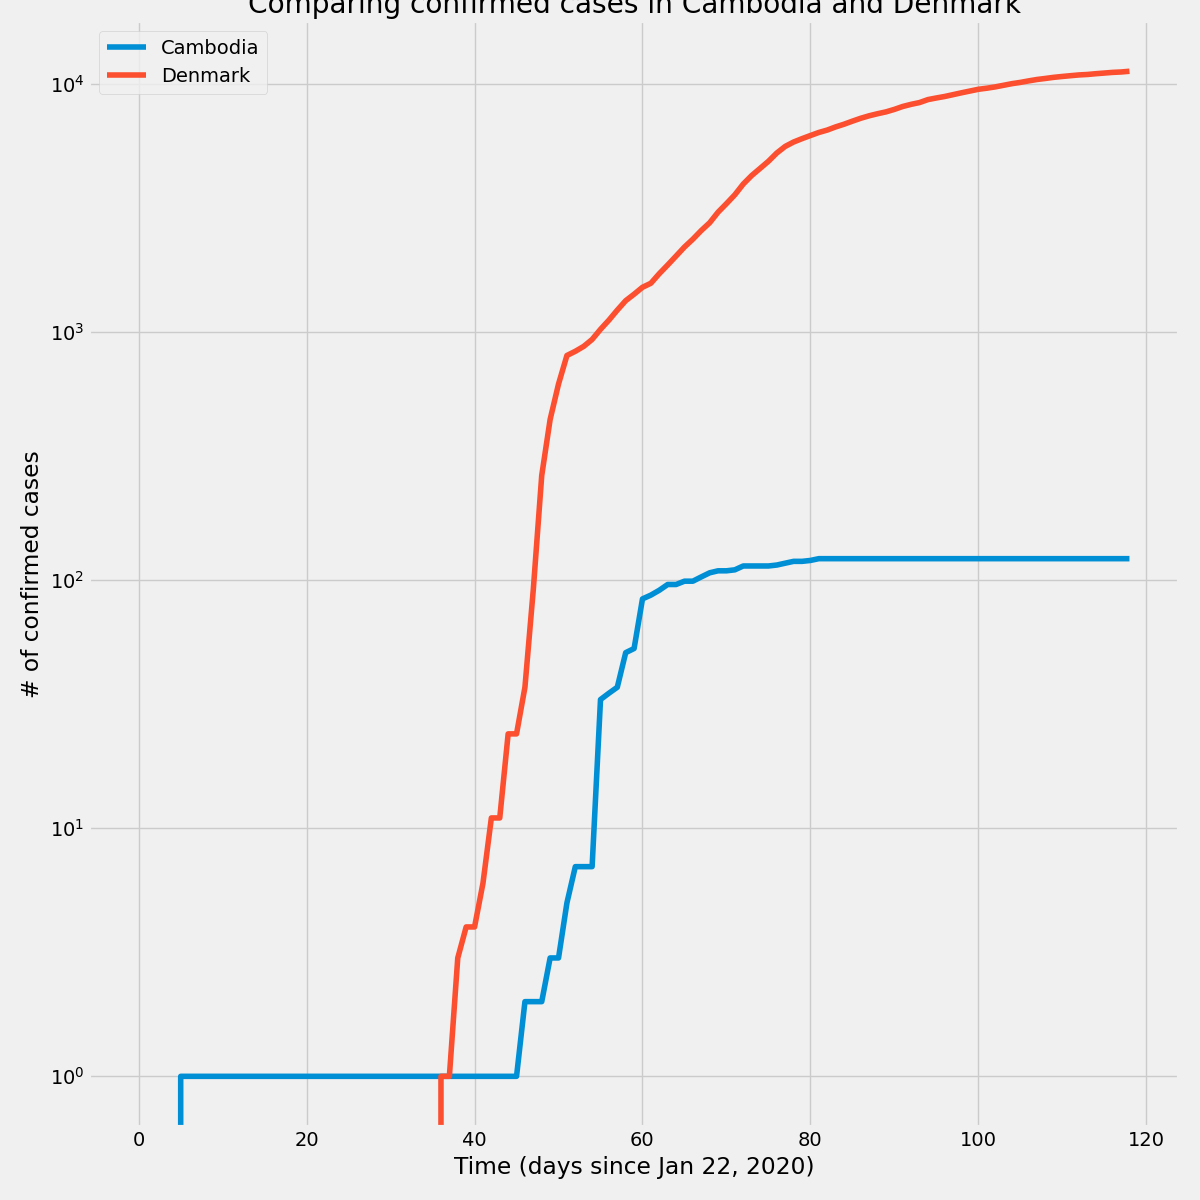 Comparing confirmed cases in Cambodia and Denmark
Cambodia
Denmark
10⁴
10³
10²
10¹
10⁰
# of confirmed cases
0 20 40 60 80 100 120
Time (days since Jan 22, 2020)